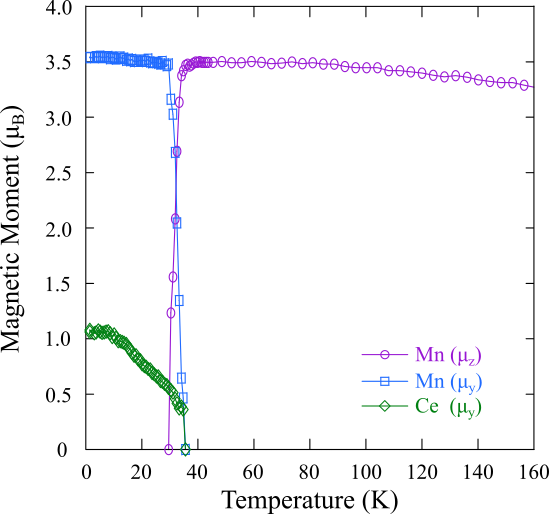 4.0
3.5
3.0
2.5
2.0
1.5
1.0
0.5
0
Magnetic Moment (μB)
Mn (μz)
Mn (μy)
Ce (μy)
0 20 40 60 80 100 120 140 160
Temperature (K)